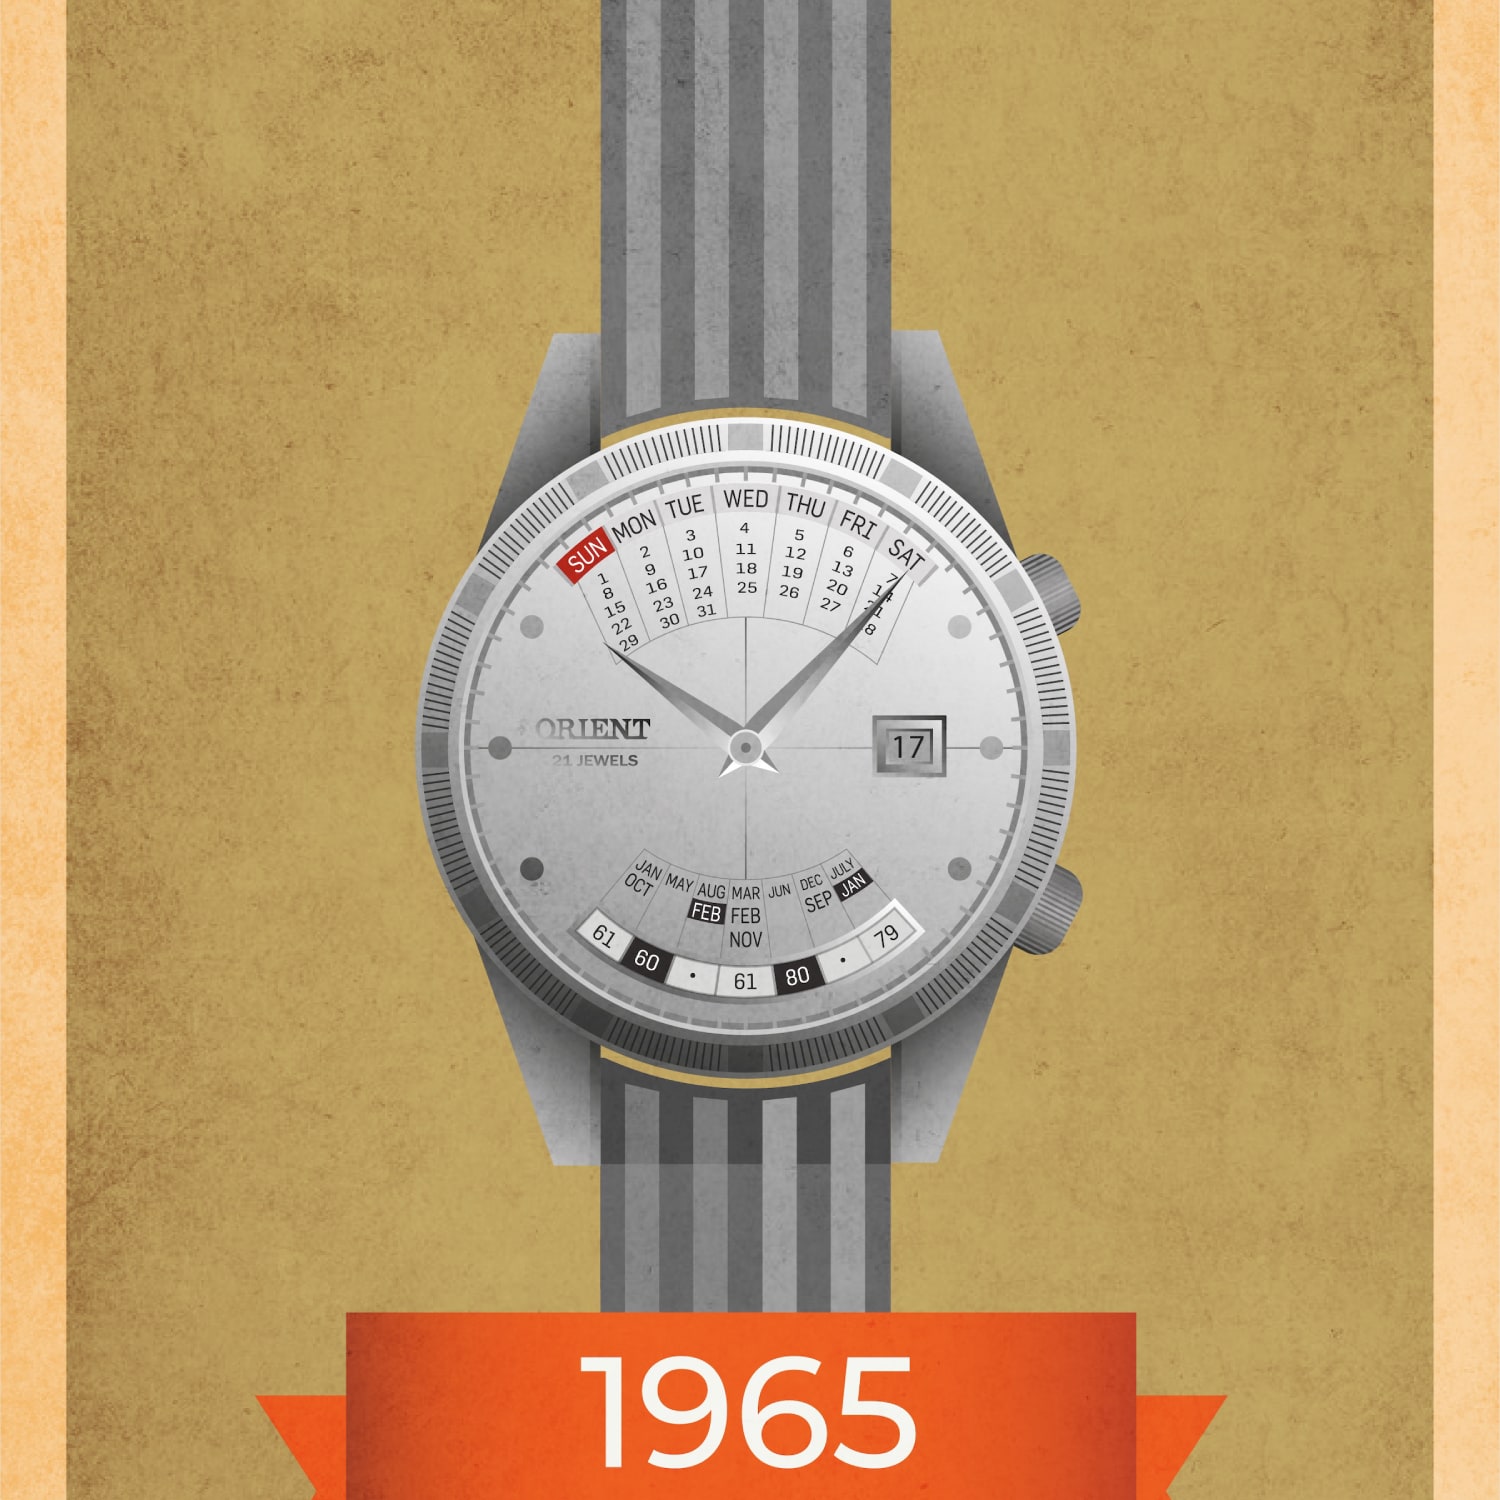 SUN MON TUE WED THU FRI SAT
1 2 3 4 5 6 7
8 9 10 11 12 13 14
15 16 17 18 19 20 21
22 23 24 25 26 27 28
29 30 31
ORIENT
21 JEWELS
17
JAN MAY AUG MAR JUN DEC JULY
OCT FEB FEB SEP JAN
NOV
61 60 • 61 80 • 79
1965